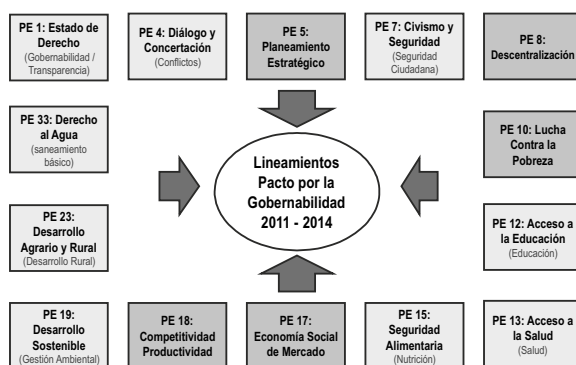 PE 1: Estado de
Derecho
(Gobernabilidad /
Transparencia)
PE 4: Diálogo y
Concertación
(Conflictos)
PE 5:
Planeamiento
Estratégico
PE 7: Civismo y
Seguridad
(Seguridad
Ciudadana)
PE 8:
Descentralización
PE 33: Derecho
al Agua
(saneamiento
básico)
Lineamientos
Pacto por la
Gobernabilidad
2011 - 2014
PE 10: Lucha
Contra la
Pobreza
PE 23:
Desarrollo
Agrario y Rural
(Desarrollo Rural)
PE 12: Acceso a
la Educación
(Educación)
PE 19:
Desarrollo
Sostenible
(Gestión Ambiental)
PE 18:
Competitividad
Productividad
PE 17:
Economía Social
de Mercado
PE 15:
Seguridad
Alimentaria
(Nutrición)
PE 13: Acceso a
la Salud
(Salud)